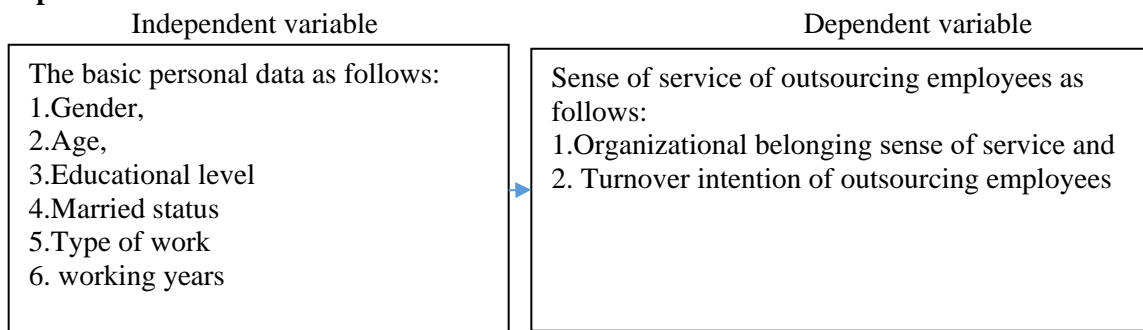 Independent variable
Dependent variable
The basic personal data as follows:
1.Gender,
2.Age,
3.Educational level
4.Married status
5.Type of work
6. working years
Sense of service of outsourcing employees as
follows:
1.Organizational belonging sense of service and
2. Turnover intention of outsourcing employees